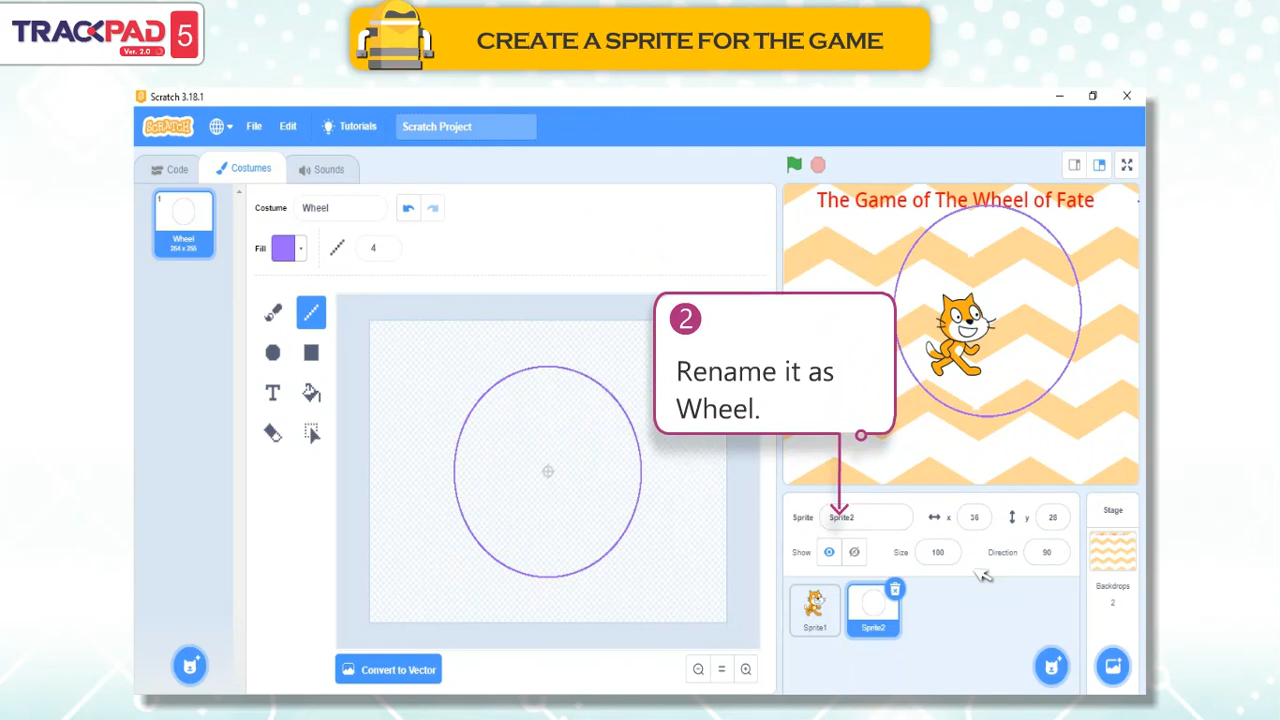 TRACKPAD 5
Ver. 2.0
CREATE A SPRITE FOR THE GAME
Scratch 3.18.1
SCRATCH File Edit Tutorials Scratch Project
Code Costumes Sounds
1
Wheel
264 x 255
Costume Wheel
Fill 4
T
Convert to Vector
The Game of The Wheel of Fate
2
Rename it as
Wheel.
Sprite Sprite2 x 36 y 28
Show Size 100 Direction 90
Sprite1
Sprite2
Stage
Backdrops
2